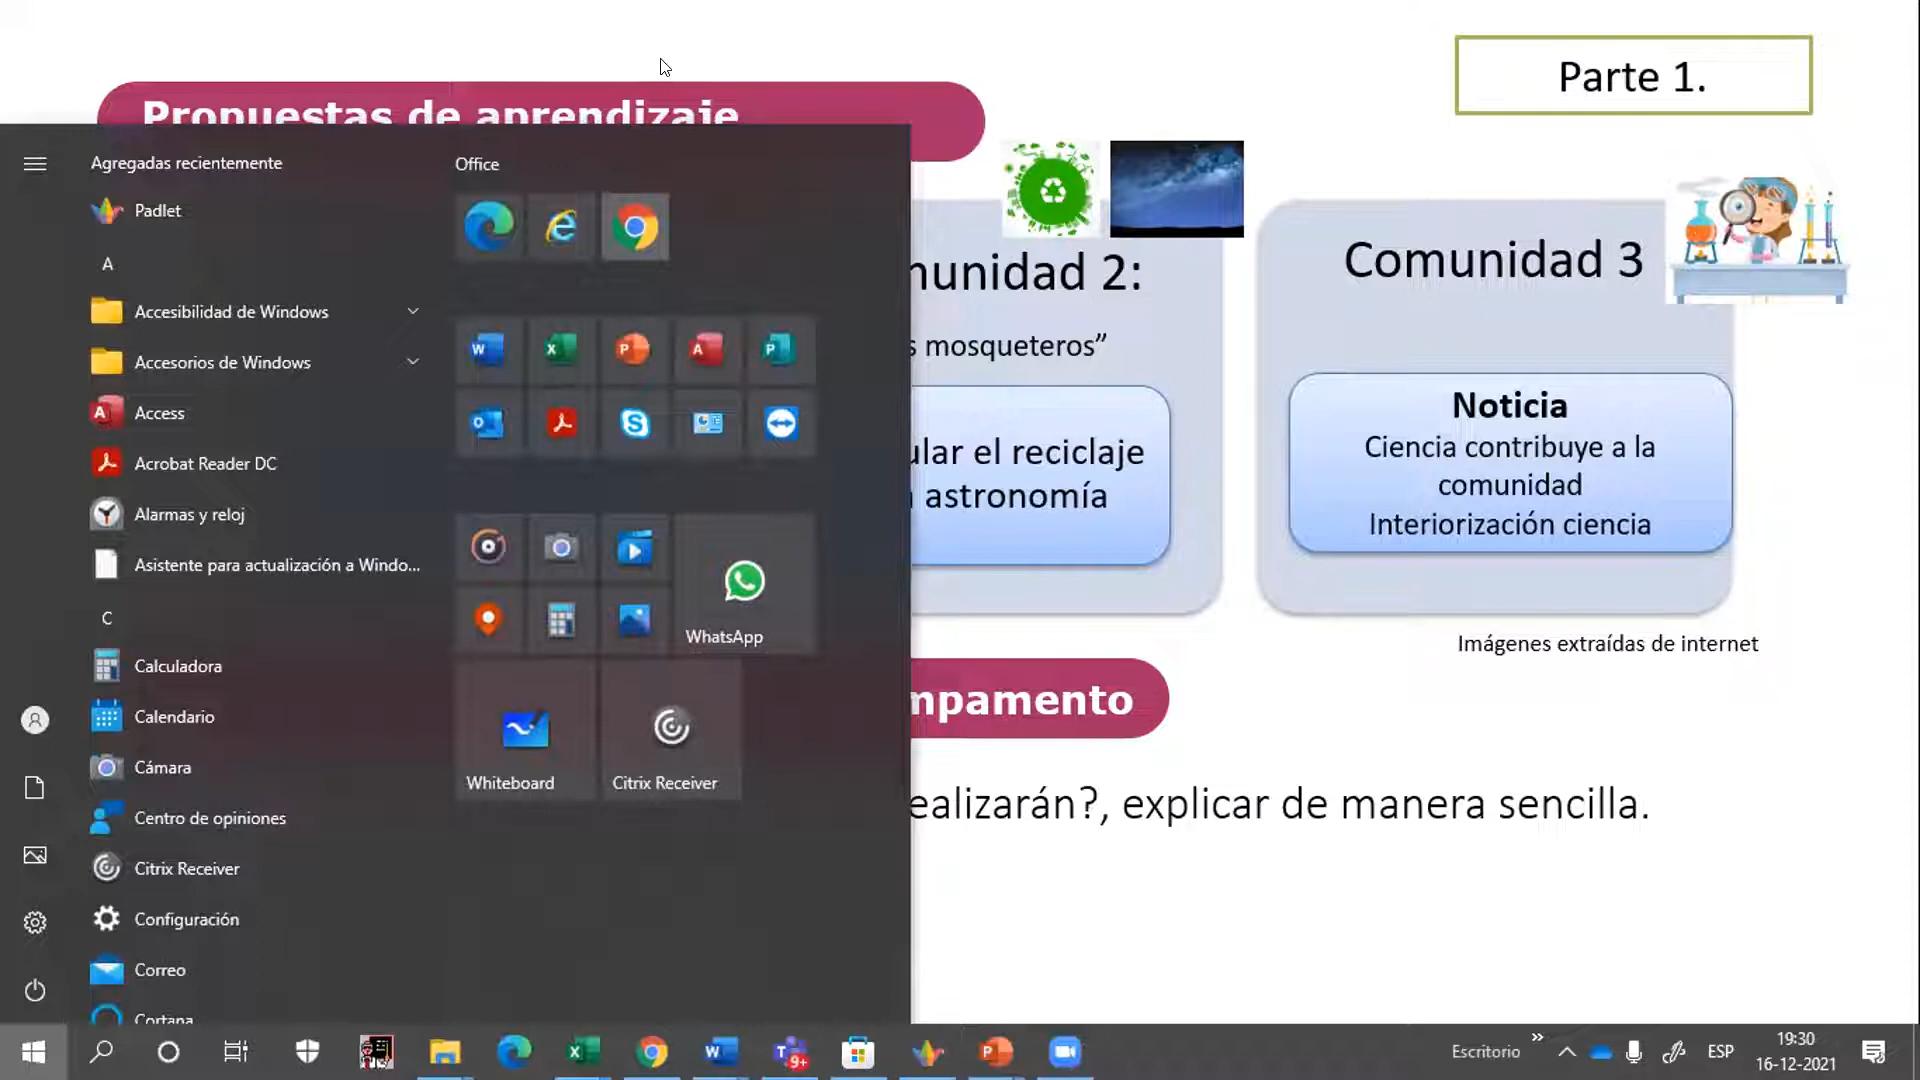 Parte 1.
Propuestas de aprendizaje
Agregadas recientemente
Padlet
A
Accesibilidad de Windows
Accesorios de Windows
Access
Acrobat Reader DC
Alarmas y reloj
Asistente para actualización a Windo...
C
Calculadora
Calendario
Cámara
Centro de opiniones
Citrix Receiver
Configuración
Correo
Cortana
Office
WhatsApp
Whiteboard
Citrix Receiver
munidad 2:
s mosqueteros”
ular el reciclaje
astronomía
Comunidad 3
Noticia
Ciencia contribuye a la
comunidad
Interiorización ciencia
Imágenes extraídas de internet
mpamento
ealizarán?, explicar de manera sencilla.
9+
Escritorio
ESP
19:30
16-12-2021